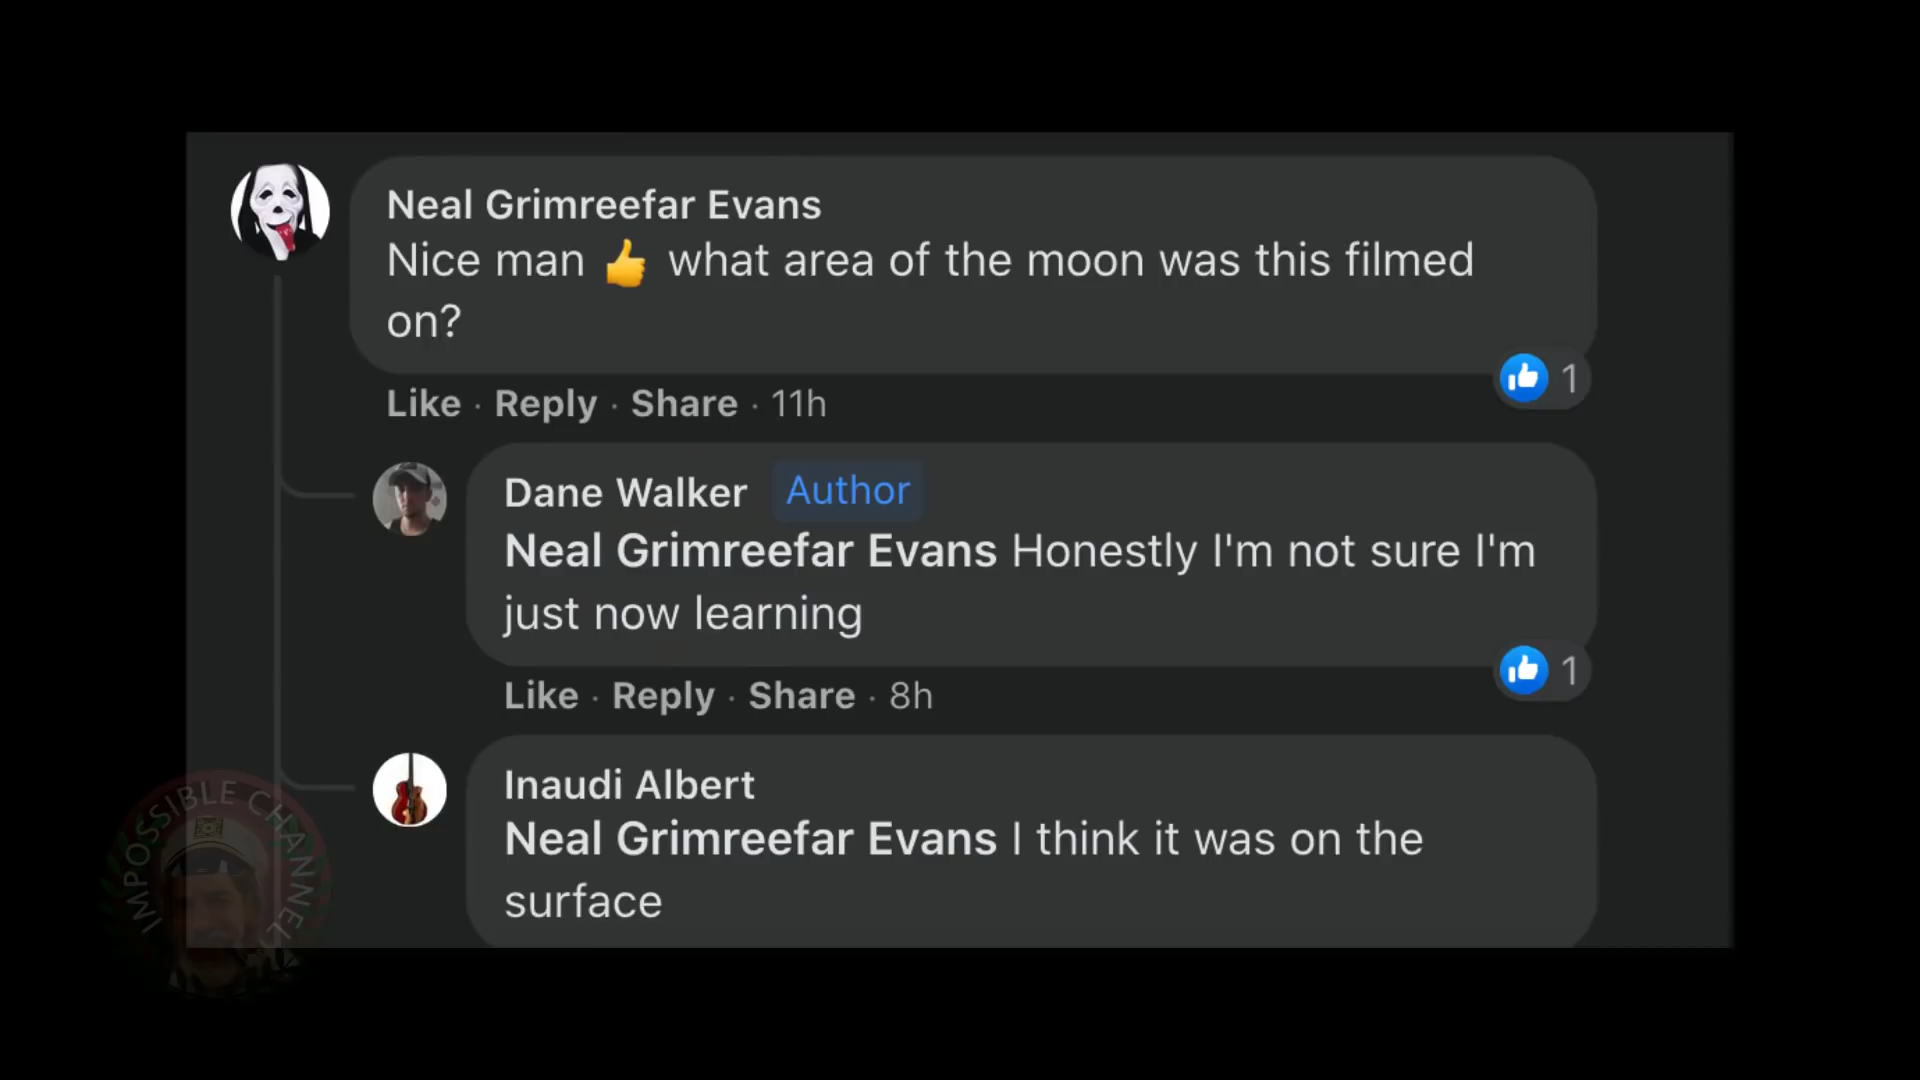 Neal Grimreefar Evans
Nice man 👍 what area of the moon was this filmed
on?
1
Like · Reply · Share · 11h
Dane Walker Author
Neal Grimreefar Evans Honestly I'm not sure I'm
just now learning
1
Like · Reply · Share · 8h
Inaudi Albert
Neal Grimreefar Evans I think it was on the
surface
IMPOSSIBLE CHANNEL